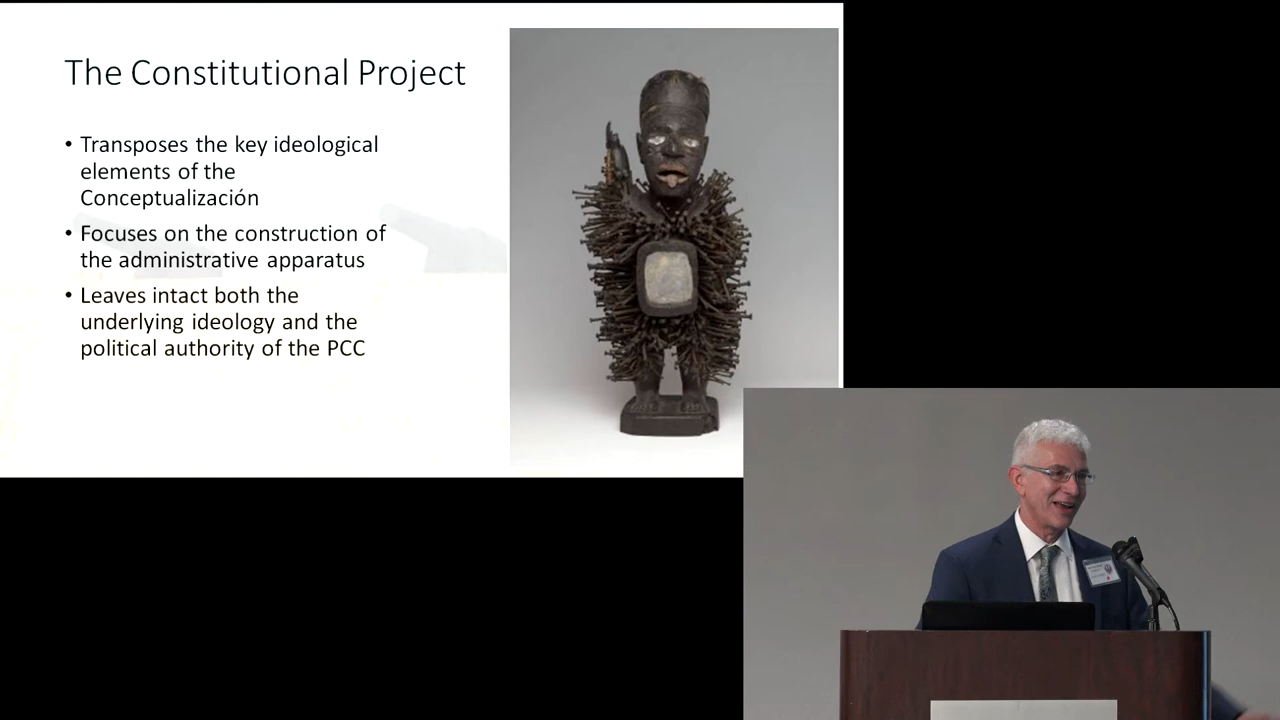 The Constitutional Project
• Transposes the key ideological
elements of the
Conceptualización
• Focuses on the construction of
the administrative apparatus
• Leaves intact both the
underlying ideology and the
political authority of the PCC